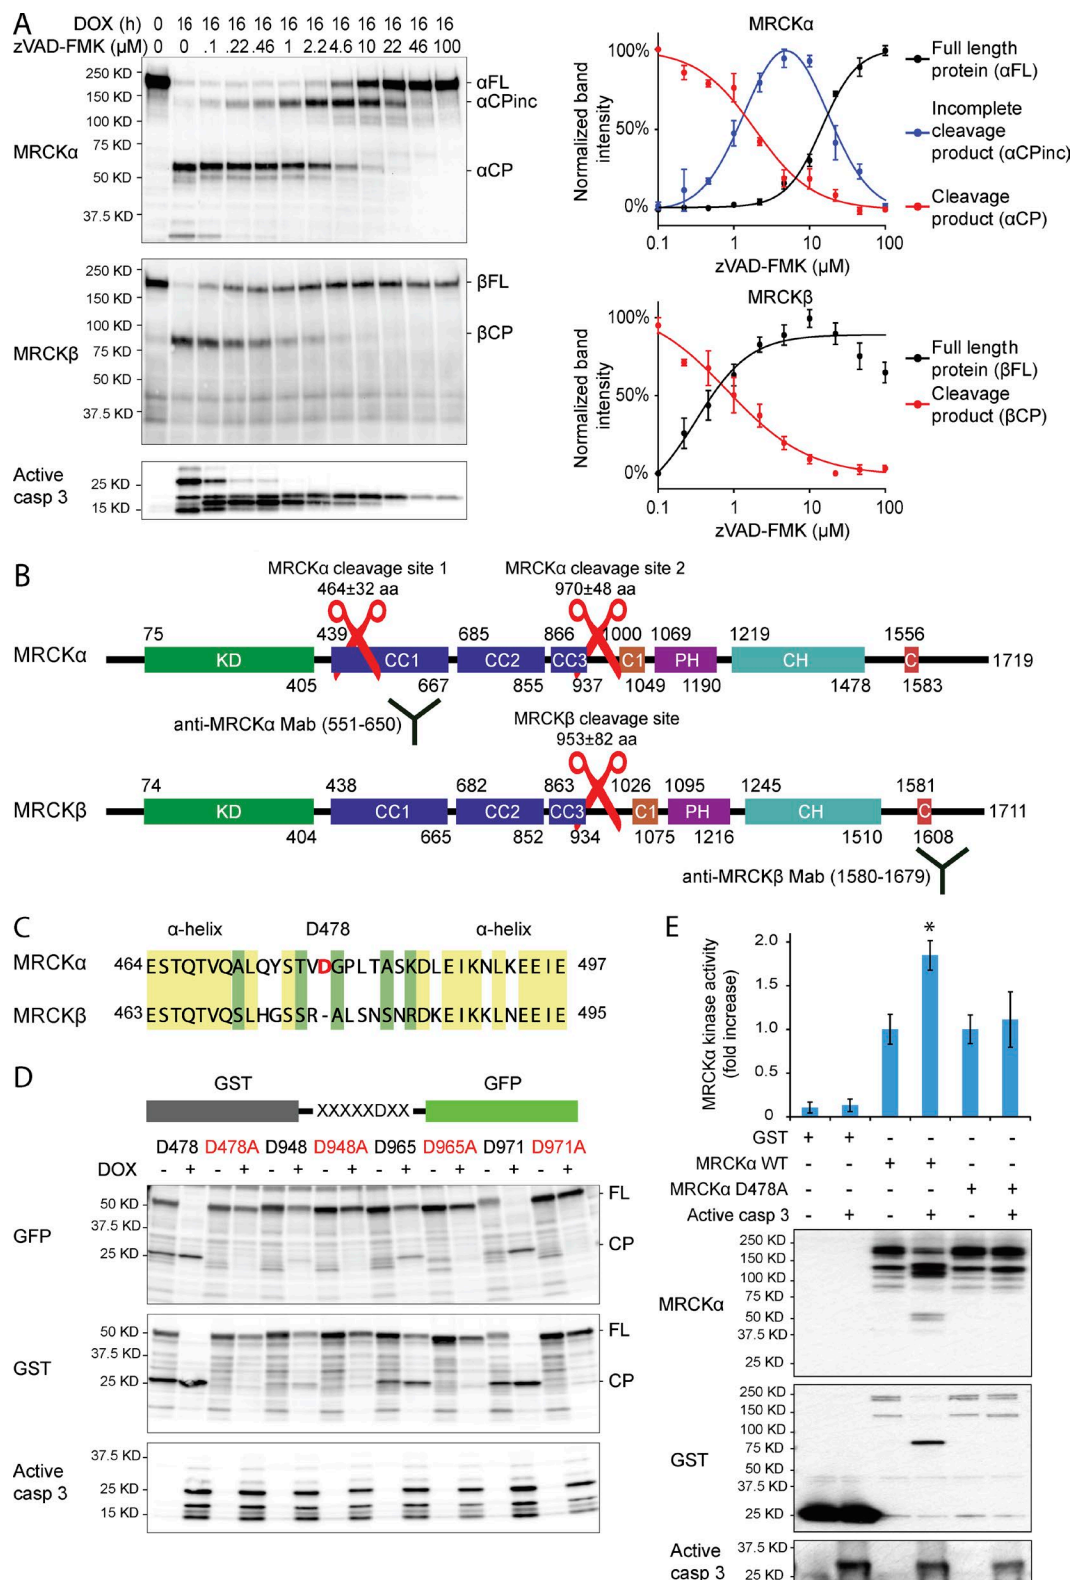 A
DOX (h) 0 16 16 16 16 16 16 16 16 16 16
zVAD-FMK (µM) 0 0 .1 .22 .46 1 2.2 4.6 10 22 46 100
MRCKα
250 KD
150 KD
100 KD
75 KD
50 KD
37.5 KD
αFL
αCPinc
αCP
MRCKβ
250 KD
150 KD
100 KD
75 KD
50 KD
37.5 KD
βFL
βCP
Active
casp 3
25 KD
15 KD
MRCKα
Normalized band
intensity
100%
50%
0%
0.1 1 10 100
zVAD-FMK (µM)
Full length
protein (αFL)
Incomplete
cleavage
product (αCPinc)
Cleavage
product (αCP)
MRCKβ
Normalized band
intensity
100%
50%
0%
0.1 1 10 100
zVAD-FMK (µM)
Full length
protein (βFL)
Cleavage
product (βCP)
B
MRCKα cleavage site 1
464±32 aa
MRCKα cleavage site 2
970±48 aa
75 439 685 866 1000 1069 1219 1556
MRCKα KD CC1 CC2 CC3 C1 PH CH C 1719
405 667 855 937 1049 1190 1478 1583
anti-MRCKα Mab (551-650)
MRCKβ cleavage site
953±82 aa
74 438 682 863 1026 1095 1245 1581
MRCKβ KD CC1 CC2 CC3 C1 PH CH C 1711
404 665 852 934 1075 1216 1510 1608
anti-MRCKβ Mab (1580-1679)
C
α-helix D478 α-helix
MRCKα 464 ESTQTVQALQYSTVDGPLTASKDLEIKNLKEEIE 497
MRCKβ 463 ESTQTVQSLHGSSR-ALSNSNRDKEIKKLNEEIE 495
D
GST XXXXXDXX GFP
D478 D478A D948 D948A D965 D965A D971 D971A
DOX - + - + - + - + - + - + - + - +
GFP
50 KD
37.5 KD
25 KD
FL
CP
GST
50 KD
37.5 KD
25 KD
FL
CP
Active
casp 3
37.5 KD
25 KD
15 KD
E
MRCKα kinase activity
(fold increase)
2.0
1.0
0.5
0
*
GST + + - - - -
MRCKα WT - - + + - -
MRCKα D478A - - - - + +
Active casp 3 - + - + - +
MRCKα
250 KD
150 KD
100 KD
75 KD
50 KD
37.5 KD
25 KD
GST
250 KD
150 KD
100 KD
75 KD
50 KD
37.5 KD
25 KD
Active
casp 3
37.5 KD
25 KD